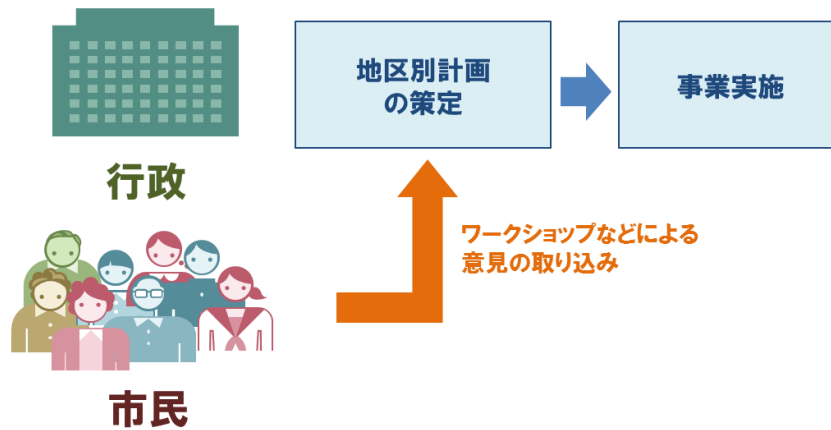 地区別計画
の策定
事業実施
行政
ワークショップなどによる
意見の取り込み
市民